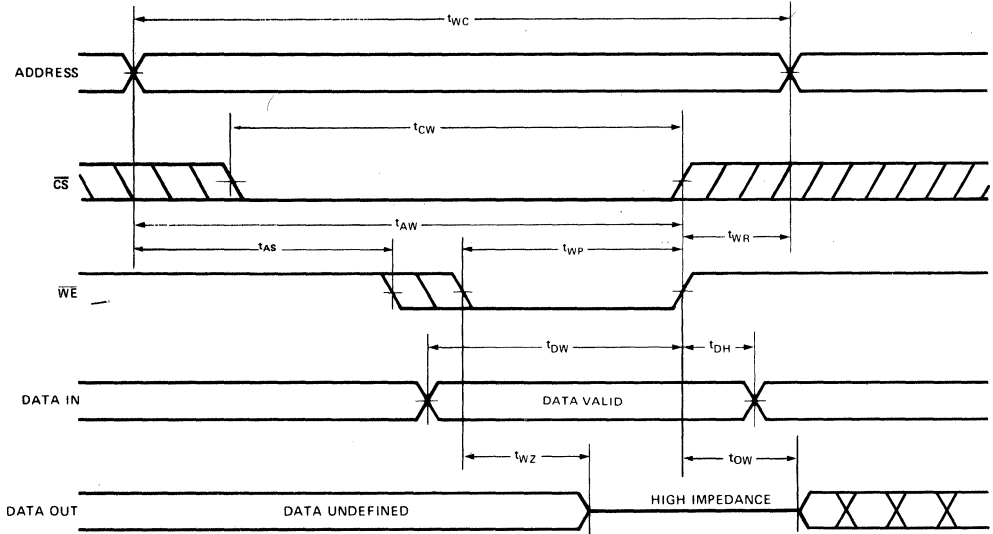 tWC
ADDRESS
tCW
CS
tAW
tWR
tAS
tWP
WE
tDW
tDH
DATA IN
DATA VALID
tWZ
tOW
HIGH IMPEDANCE
DATA OUT
DATA UNDEFINED